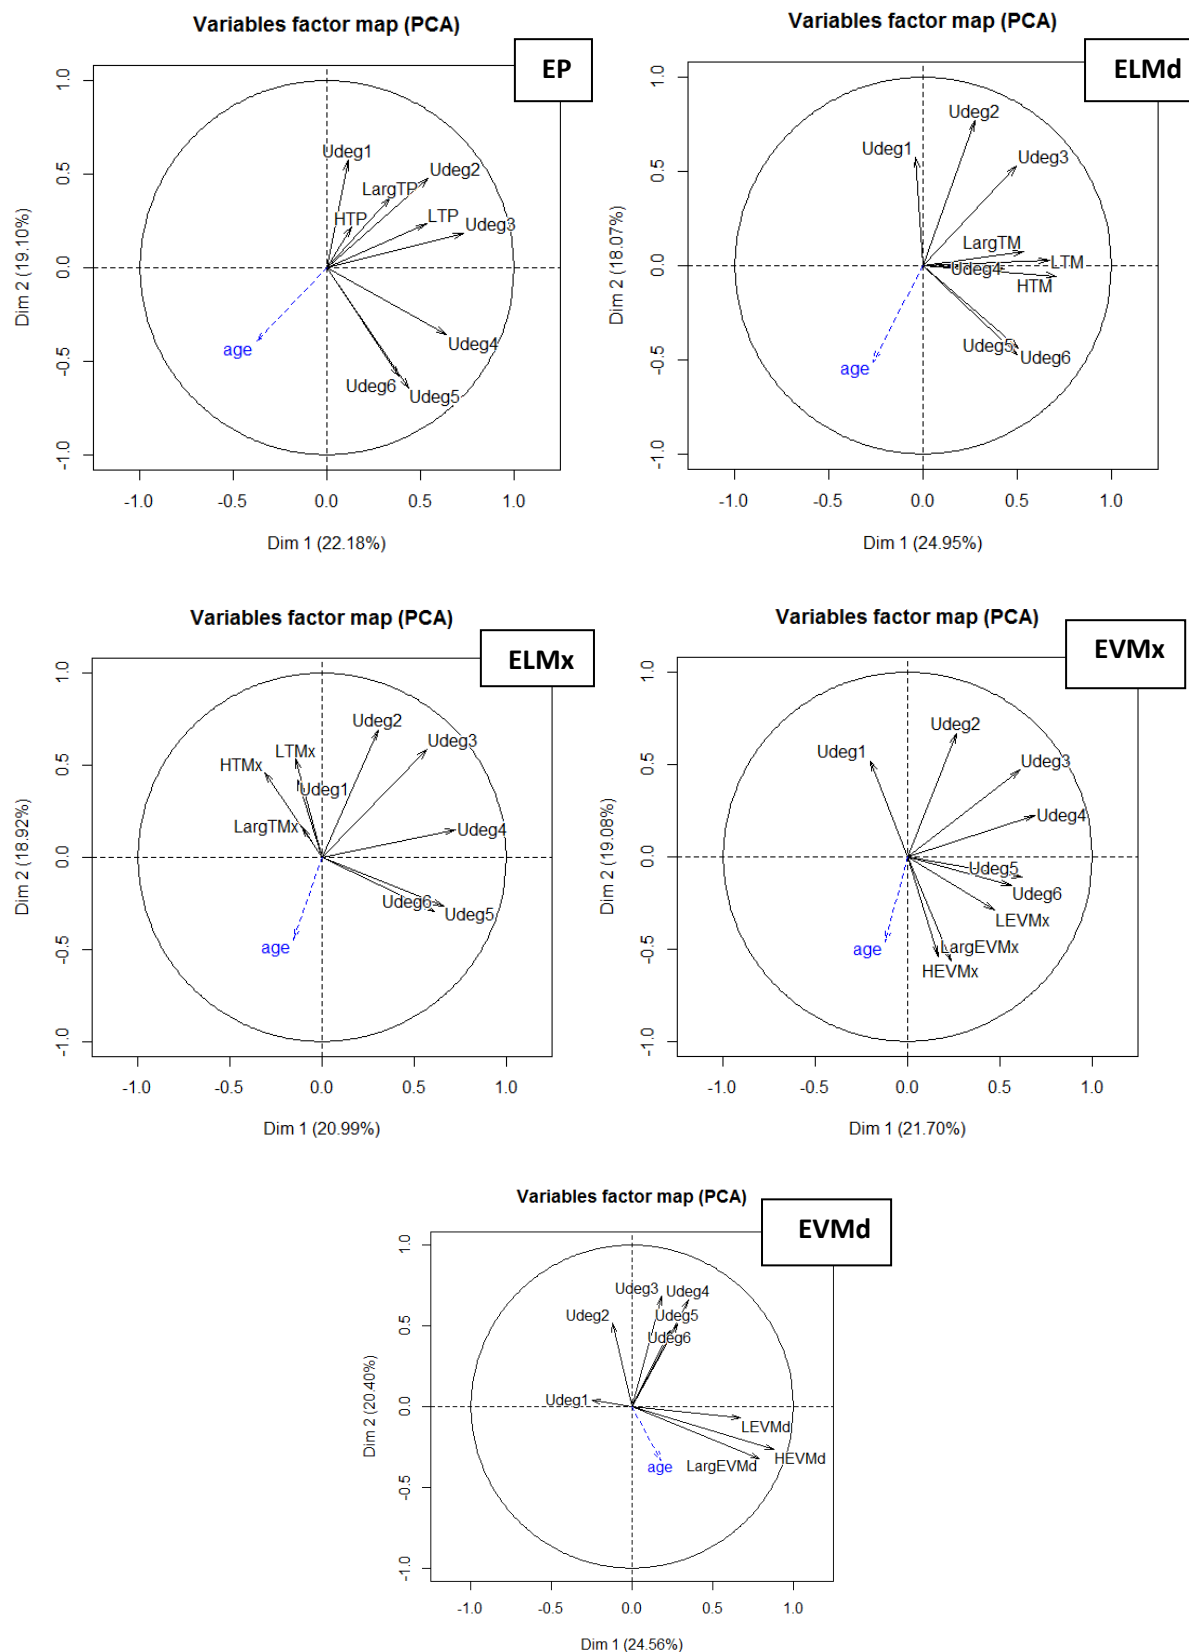 Variables factor map (PCA)
EP
1.0
0.5
0.0
-0.5
-1.0
Dim 2 (19.10%)
Udeg1
Udeg2
LargTP
HTP
LTP
Udeg3
age
Udeg4
Udeg6
Udeg5
-1.0 -0.5 0.0 0.5 1.0
Dim 1 (22.18%)
Variables factor map (PCA)
ELMd
1.0
0.5
0.0
-0.5
-1.0
Dim 2 (18.07%)
Udeg2
Udeg1
Udeg3
LargTM
LTM
Udeg4
HTM
Udeg5
Udeg6
age
-1.0 -0.5 0.0 0.5 1.0
Dim 1 (24.95%)
Variables factor map (PCA)
ELMx
1.0
0.5
0.0
-0.5
-1.0
Dim 2 (18.92%)
Udeg2
LTMx
Udeg3
HTMx
Udeg1
LargTMx
Udeg4
Udeg6
Udeg5
age
-1.0 -0.5 0.0 0.5 1.0
Dim 1 (20.99%)
Variables factor map (PCA)
EVMx
1.0
0.5
0.0
-0.5
-1.0
Dim 2 (19.08%)
Udeg2
Udeg1
Udeg3
Udeg4
Udeg5
Udeg6
LEVMx
LargEVMx
age
HEVMx
-1.0 -0.5 0.0 0.5 1.0
Dim 1 (21.70%)
Variables factor map (PCA)
EVMd
1.0
0.5
0.0
-0.5
-1.0
Dim 2 (20.40%)
Udeg3
Udeg4
Udeg2
Udeg5
Udeg6
Udeg1
LEVMd
HEVMd
LargEVMd
age
-1.0 -0.5 0.0 0.5 1.0
Dim 1 (24.56%)